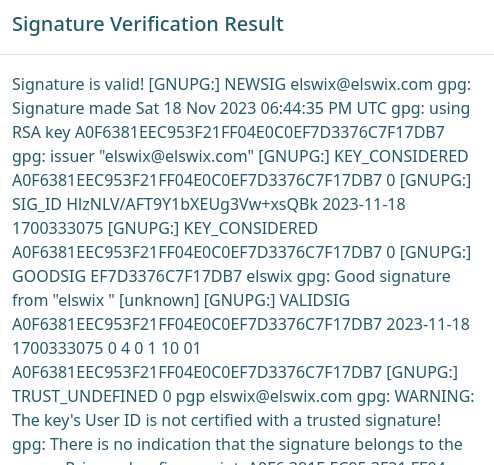 Signature Verification Result
Signature is valid! [GNUPG:] NEWSIG elswix@elswix.com gpg:
Signature made Sat 18 Nov 2023 06:44:35 PM UTC gpg: using
RSA key A0F6381EEC953F21FF04E0C0EF7D3376C7F17DB7
gpg: issuer "elswix@elswix.com" [GNUPG:] KEY_CONSIDERED
A0F6381EEC953F21FF04E0C0EF7D3376C7F17DB7 0 [GNUPG:]
SIG_ID HlzNLV/AFT9Y1bXEUg3Vw+xsQBk 2023-11-18
1700333075 [GNUPG:] KEY_CONSIDERED
A0F6381EEC953F21FF04E0C0EF7D3376C7F17DB7 0 [GNUPG:]
GOODSIG EF7D3376C7F17DB7 elswix gpg: Good signature
from "elswix " [unknown] [GNUPG:] VALIDSIG
A0F6381EEC953F21FF04E0C0EF7D3376C7F17DB7 2023-11-18
1700333075 0 4 0 1 10 01
A0F6381EEC953F21FF04E0C0EF7D3376C7F17DB7 [GNUPG:]
TRUST_UNDEFINED 0 pgp elswix@elswix.com gpg: WARNING:
The key's User ID is not certified with a trusted signature!
gpg: There is no indication that the signature belongs to the